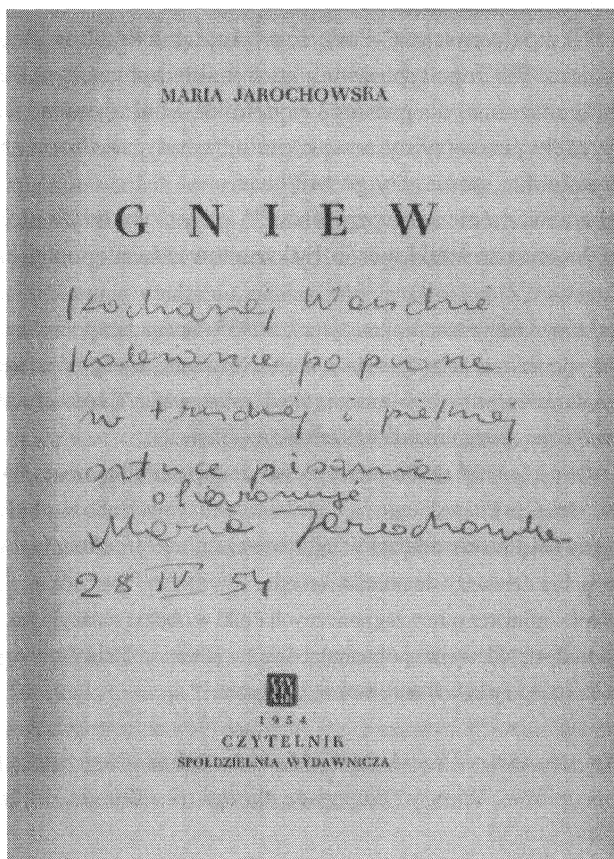 MARIA JAROCHOWSKA
GNIEW
Kochanej Wandzie
Koleżance po piórze
w trudnej i pięknej
sztuce pisania
ofiarowuje
Maria Jarochowska
28 IV 54
1954
CZYTELNIK
SPÓŁDZIELNIA WYDAWNICZA